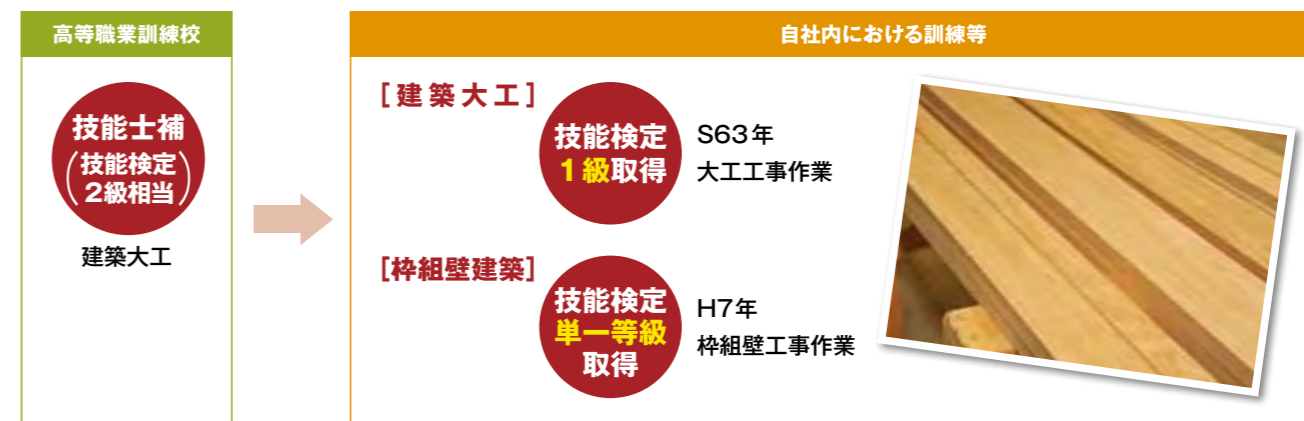 高等職業訓練校
技能士補
(技能検定
2級相当)
建築大工
自社内における訓練等
[建築大工]
技能検定
1級取得
S63年
大工工事作業
[枠組壁建築]
技能検定
単一等級
取得
H7年
枠組壁工事作業